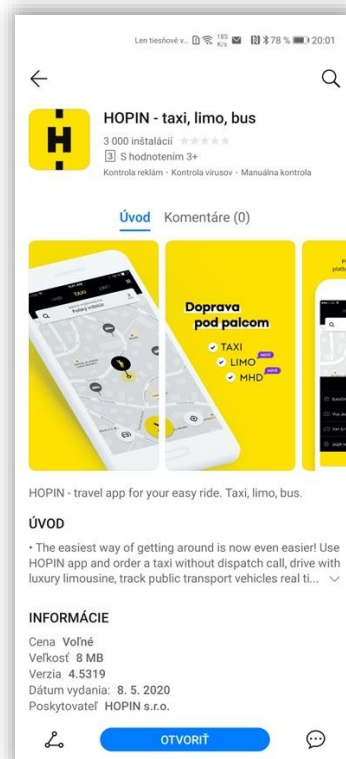 Len tiesňové v... 185 K/s 78 % 20:01
HOPIN - taxi, limo, bus
3 000 inštalácií
3 S hodnotením 3+
Kontrola reklám - Kontrola vírusov - Manuálna kontrola
Úvod Komentáre (0)
TAXI
Doprava
pod palcom
TAXI
LIMO
MHD
HOPIN - travel app for your easy ride. Taxi, limo, bus.
ÚVOD
• The easiest way of getting around is now even easier! Use
HOPIN app and order a taxi without dispatch call, drive with
luxury limousine, track public transport vehicles real ti...
INFORMÁCIE
Cena Voľné
Veľkosť 8 MB
Verzia 4.5319
Dátum vydania: 8. 5. 2020
Poskytovateľ HOPIN s.r.o.
OTVORIŤ